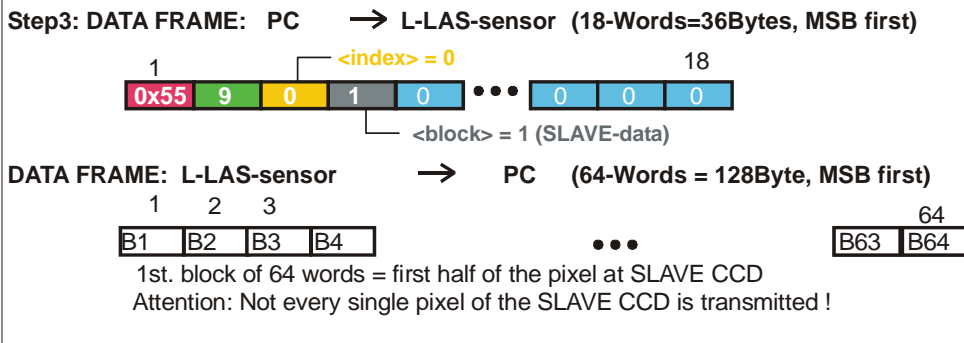 Step3: DATA FRAME: PC → L-LAS-sensor (18-Words=36Bytes, MSB first)
<index> = 0
1 18
0x55 9 0 1 0 ••• 0 0 0
<block> = 1 (SLAVE-data)
DATA FRAME: L-LAS-sensor → PC (64-Words = 128Byte, MSB first)
1 2 3 64
B1 B2 B3 B4 ••• B63 B64
1st. block of 64 words = first half of the pixel at SLAVE CCD
Attention: Not every single pixel of the SLAVE CCD is transmitted !